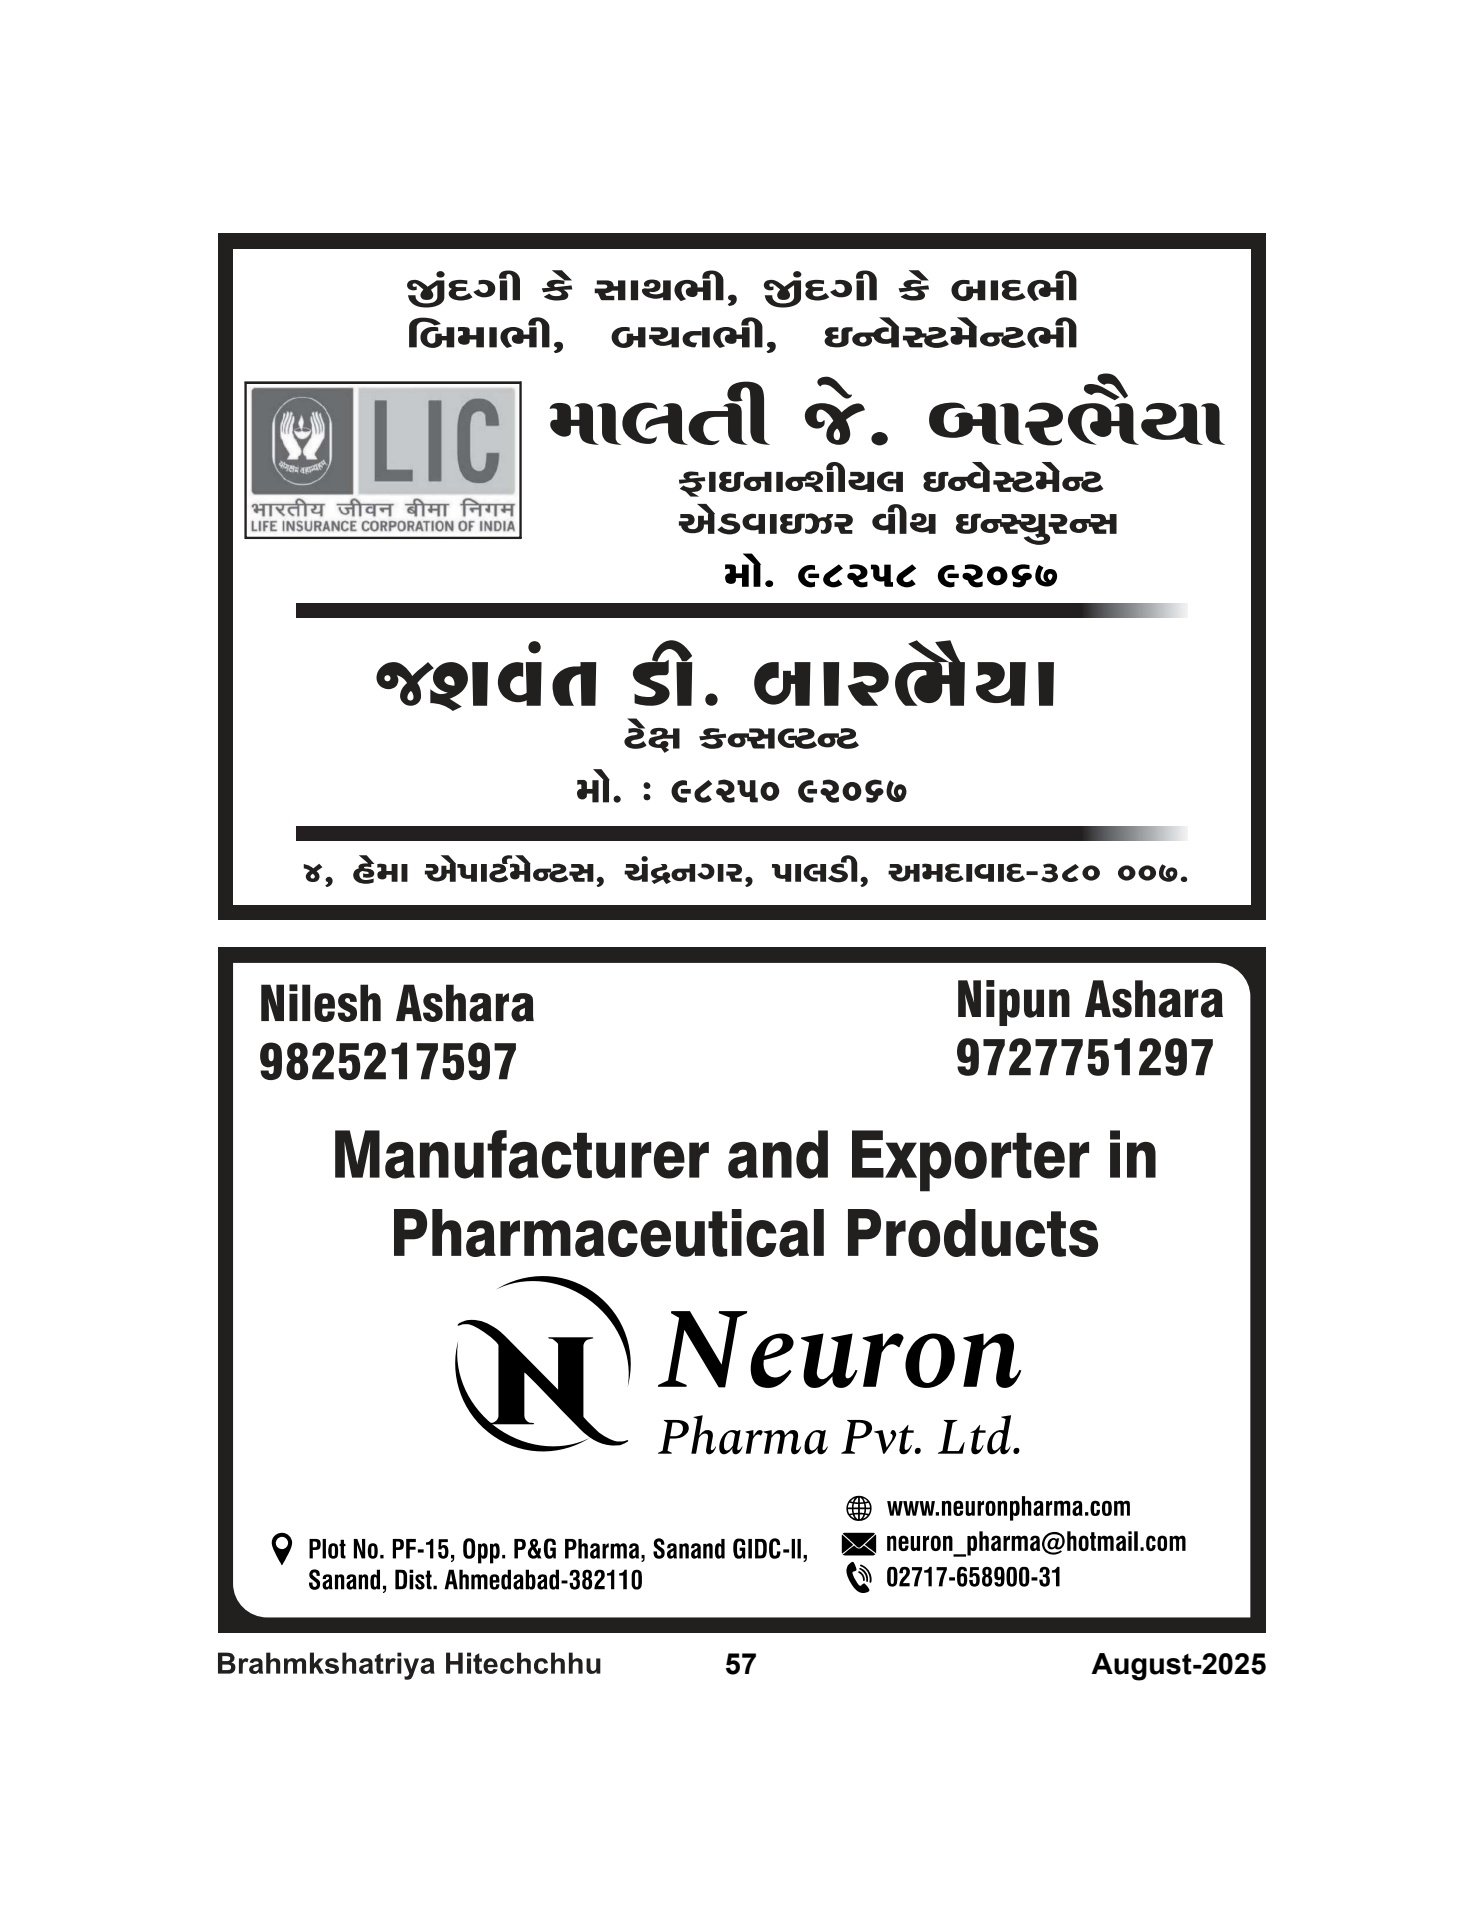 જીંદગી કે સાથભી, જીંદગી કે બાદભી
બિમાભી, બચતભી, ઇન્વેસ્ટમેન્ટભી
LIC
भारतीय जीवन बीमा निगम
LIFE INSURANCE CORPORATION OF INDIA
માલતી જે. બારભૈયા
ફાઇનાન્શીયલ ઇન્વેસ્ટમેન્ટ
એડવાઇઝર વીથ ઇન્સ્યુરન્સ
મો. ૯૮૨૫૮ ૯૨૦૬૭
જશવંત ડી. બારભૈયા
ટેક્ષ કન્સલ્ટન્ટ
મો. : ૯૮૨૫૦ ૯૨૦૬૭
૪, હેમા એપાર્ટમેન્ટસ, ચંદ્રનગર, પાલડી, અમદાવાદ-૩૮૦ ૦૦૭.
Nilesh Ashara
9825217597
Nipun Ashara
9727751297
Manufacturer and Exporter in
Pharmaceutical Products
N
Neuron
Pharma Pvt. Ltd.
Plot No. PF-15, Opp. P&G Pharma, Sanand GIDC-II,
Sanand, Dist. Ahmedabad-382110
www.neuronpharma.com
neuron_pharma@hotmail.com
02717-658900-31
Brahmkshatriya Hitechchhu 57 August-2025